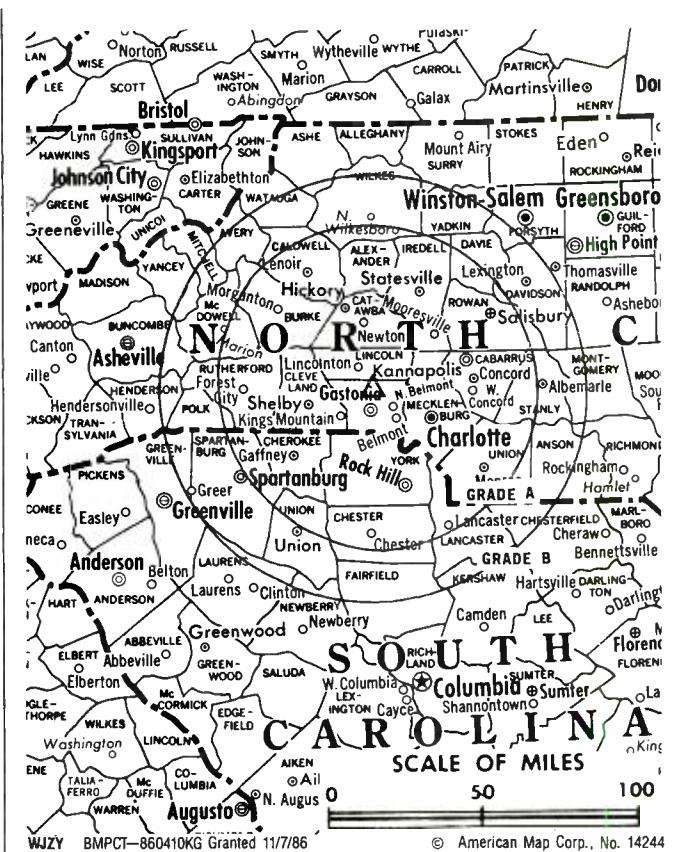 Pulaski
Norton RUSSELL
SMYTH Wytheville WYTHE
LAN WISE
CARROLL PATRICK
LEE SCOTT WASH- INGTON Marion
Martinsville
Abingdon GRAYSON Galax
HENRY
Bristol
Lynn Gdns. SULLIVAN JOHN- SON ASHE ALLEGHANY STOKES
HAWKINS Kingsport
Mount Airy Eden
SURRY
ROCKINGHAM
Johnson City Elizabethton
CARTER WATAUGA WILKES
GREENE WASHING- TON
Winston-Salem Greensboro
Greeneville UNICOI
N. Wilkesboro YADKIN FORSYTH GUIL- FORD
AVERY MITCHELL
CALDWELL ALEX- ANDER IREDELL DAVIE
High Point
YANCEY Lenoir
Lexington Thomasville
MADISON
Statesville
DAVIDSON RANDOLPH
Hickory
Morganton CAT- AWBA Mooresville ROWAN
Mc DOWELL BURKE
Salisbury
BUNCOMBE
Newton
NORTH C
Canton Asheville Marion
LINCOLN
RUTHERFORD Lincolnton Kannapolis CABARRUS MONT- GOMERY
CLEVE LAND Concord
Forest City
HENDERSON
Gastonia N. Belmont W. Concord Albemarle
Hendersonville POLK Shelby MECKLEN- BURG STANLY
Kings Mountain
TRAN- SYLVANIA
Belmont Charlotte
GREEN- VILLE SPARTAN- BURG CHEROKEE
ANSON RICHMOND
Gaffney YORK UNION
PICKENS
Rock Hill Rockingham
Spartanburg
Monroe Hamlet
Greer
GRADE A
Easley Greenville
UNION CHESTER
MARL- BORO
Lancaster CHESTERFIELD
Union Chester LANCASTER Cheraw
Bennettsville
Anderson
LAURENS GRADE B
Belton
FAIRFIELD KERSHAW
HART ANDERSON Laurens Clinton
Hartsville DARLING- TON
NEWBERRY
Newberry Camden LEE
Greenwood
ABBEVILLE
ELBERT Abbeville
SOUTH
GREEN- WOOD RICH- LAND
Elberton SALUDA
SUMTER
W. Columbia Columbia Sumter
Mc CORMICK LEX- INGTON
Cayce Shannontown
WILKES EDGE- FIELD
CAROLINA
Washington LINCOLN
AIKEN
SCALE OF MILES
TALIA- FERRO Mc DUFFIE CO- LUMBIA
0 50 100
WARREN Augusta N. Augus
WJZY BMPCT—860410KG Granted 11/7/86 © American Map Corp., No. 14244